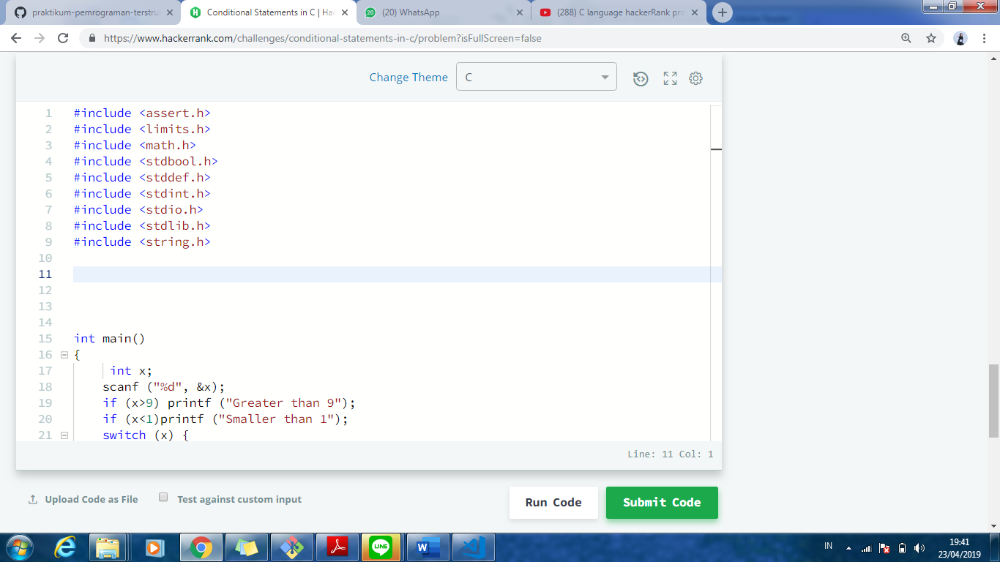 praktikum-pemrograman-terstru
Conditional Statements in C | Ha
(20) WhatsApp
(288) C language hackerRank pro
https://www.hackerrank.com/challenges/conditional-statements-in-c/problem?isFullScreen=false
Change Theme C
1 #include <assert.h>
2 #include <limits.h>
3 #include <math.h>
4 #include <stdbool.h>
5 #include <stddef.h>
6 #include <stdint.h>
7 #include <stdio.h>
8 #include <stdlib.h>
9 #include <string.h>
10
11
12
13
14
15 int main()
16 {
17 int x;
18 scanf ("%d", &x);
19 if (x>9) printf ("Greater than 9");
20 if (x<1)printf ("Smaller than 1");
21 switch (x) {
Line: 11 Col: 1
Upload Code as File
Test against custom input
Run Code
Submit Code
LINE
IN
19:41
23/04/2019